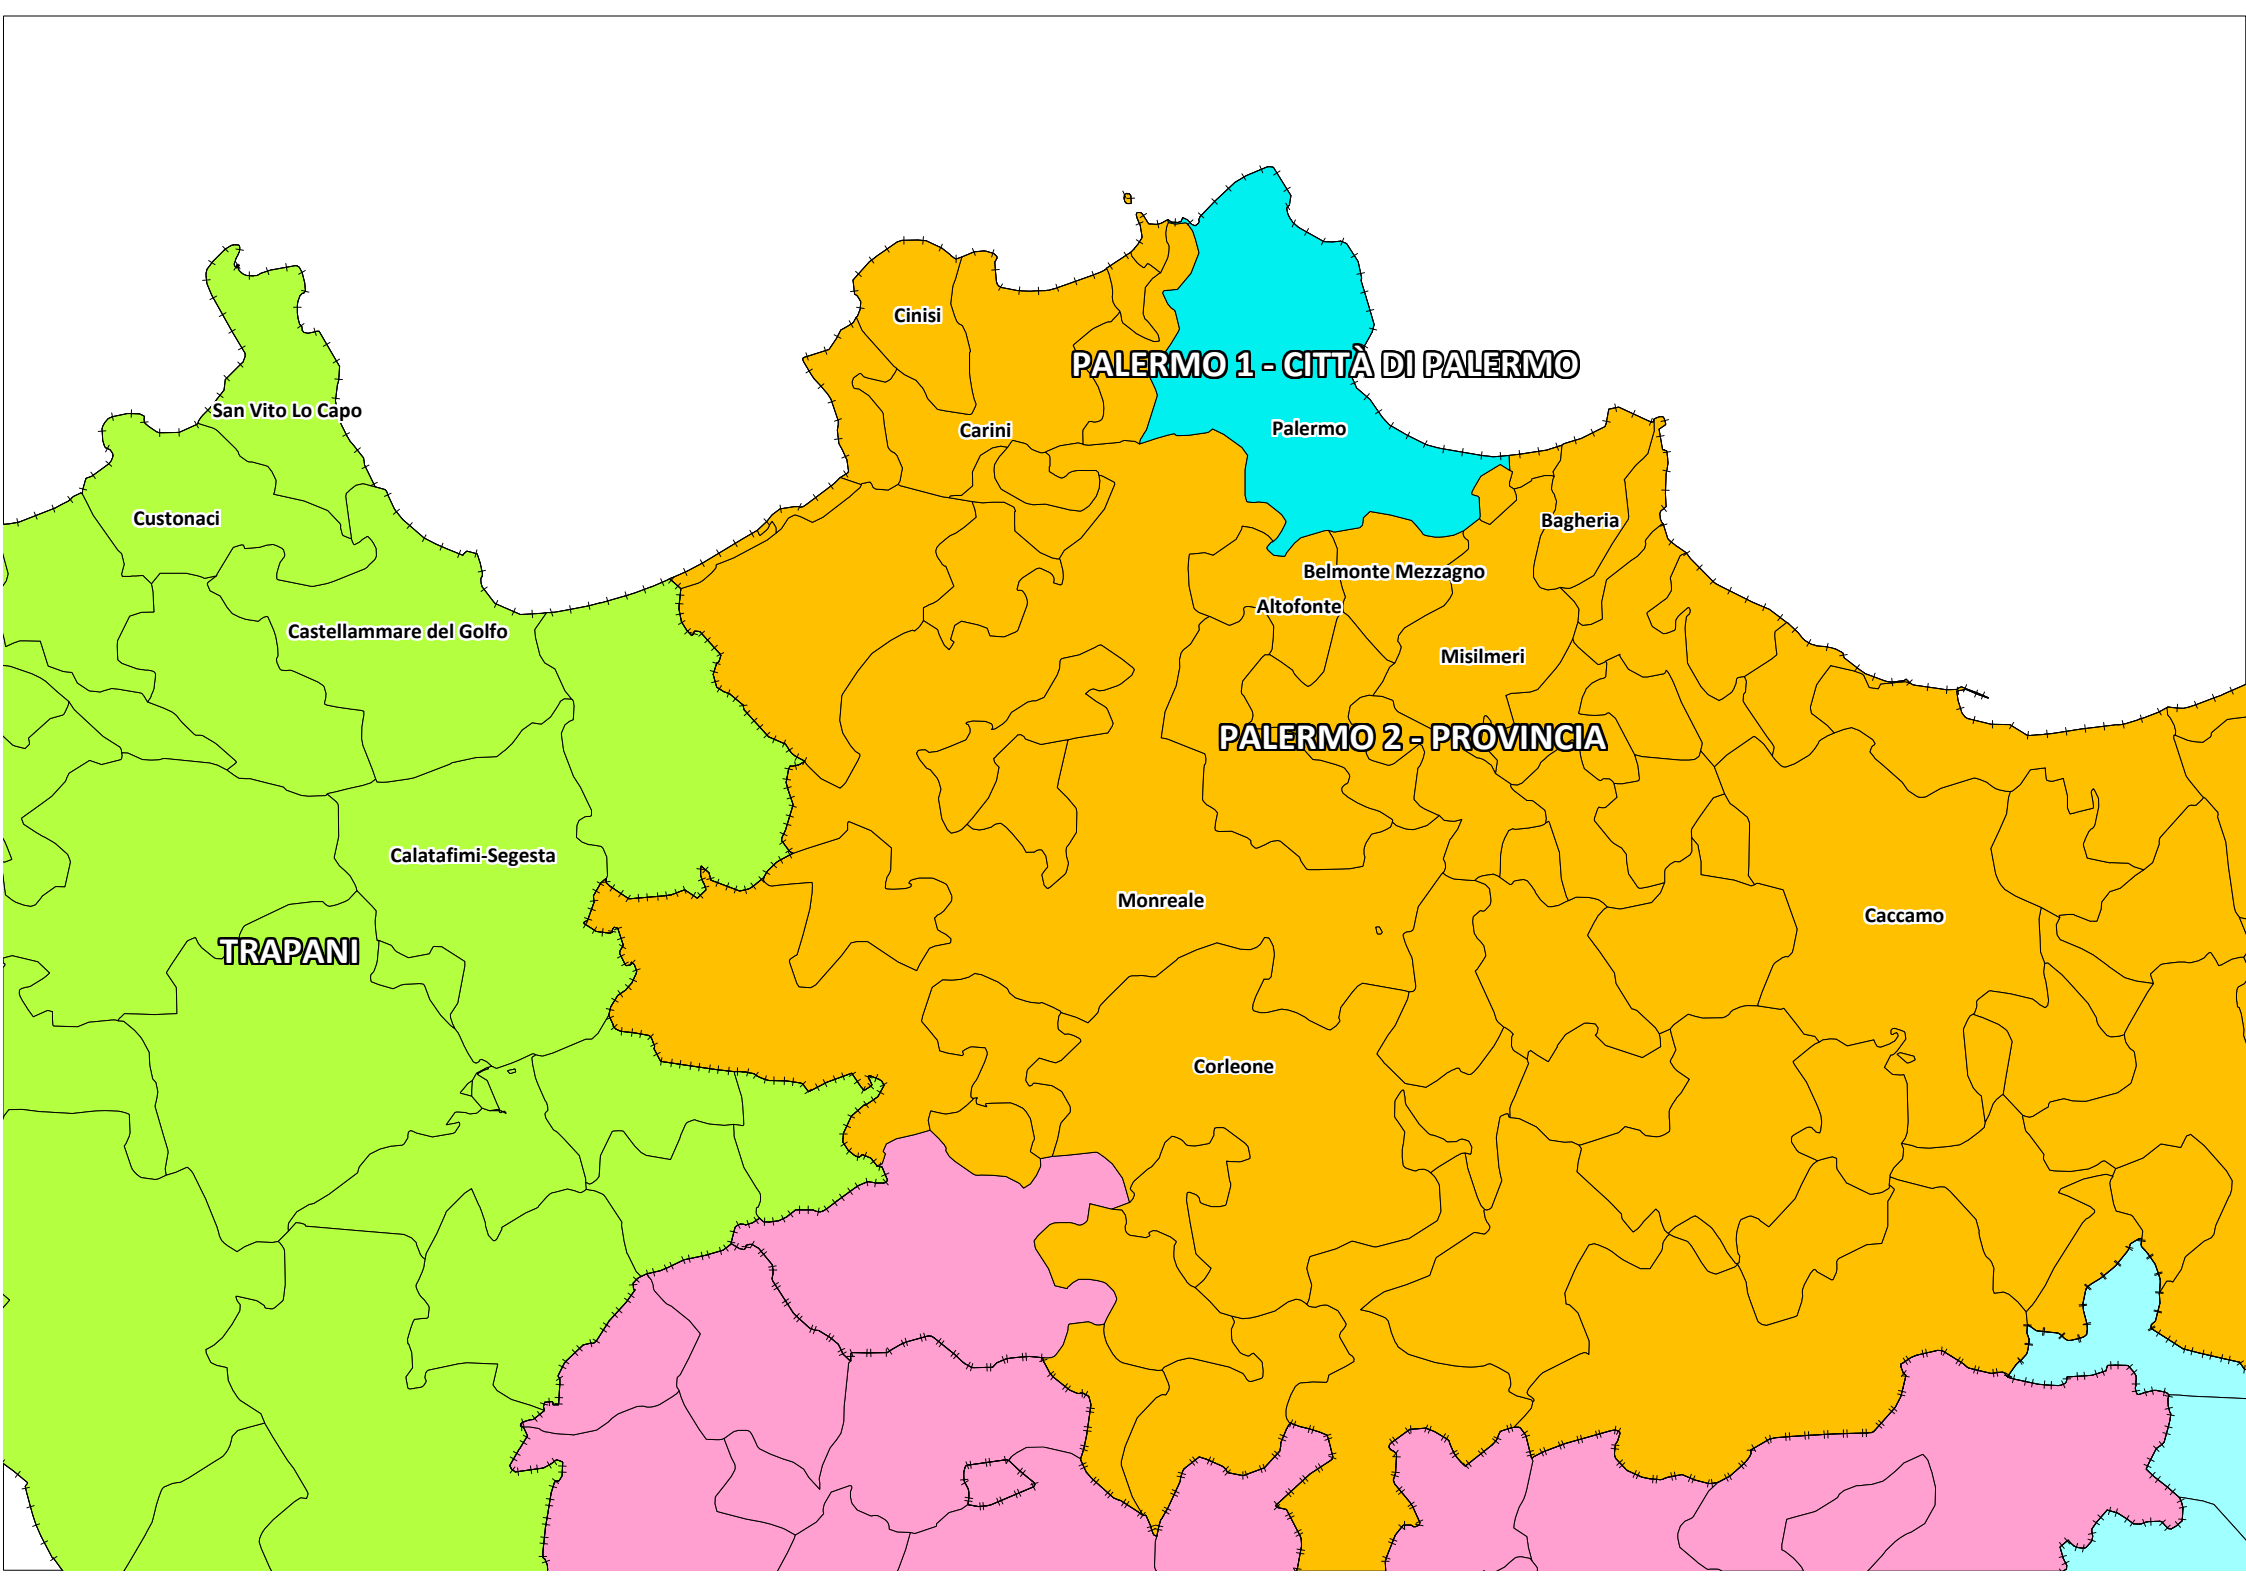 Cinisi
PALERMO 1 - CITTÀ DI PALERMO
San Vito Lo Capo
Carini
Palermo
Custonaci
Bagheria
Belmonte Mezzagno
Altofonte
Castellammare del Golfo
Misilmeri
PALERMO 2 - PROVINCIA
Calatafimi-Segesta
Monreale
Caccamo
TRAPANI
Corleone